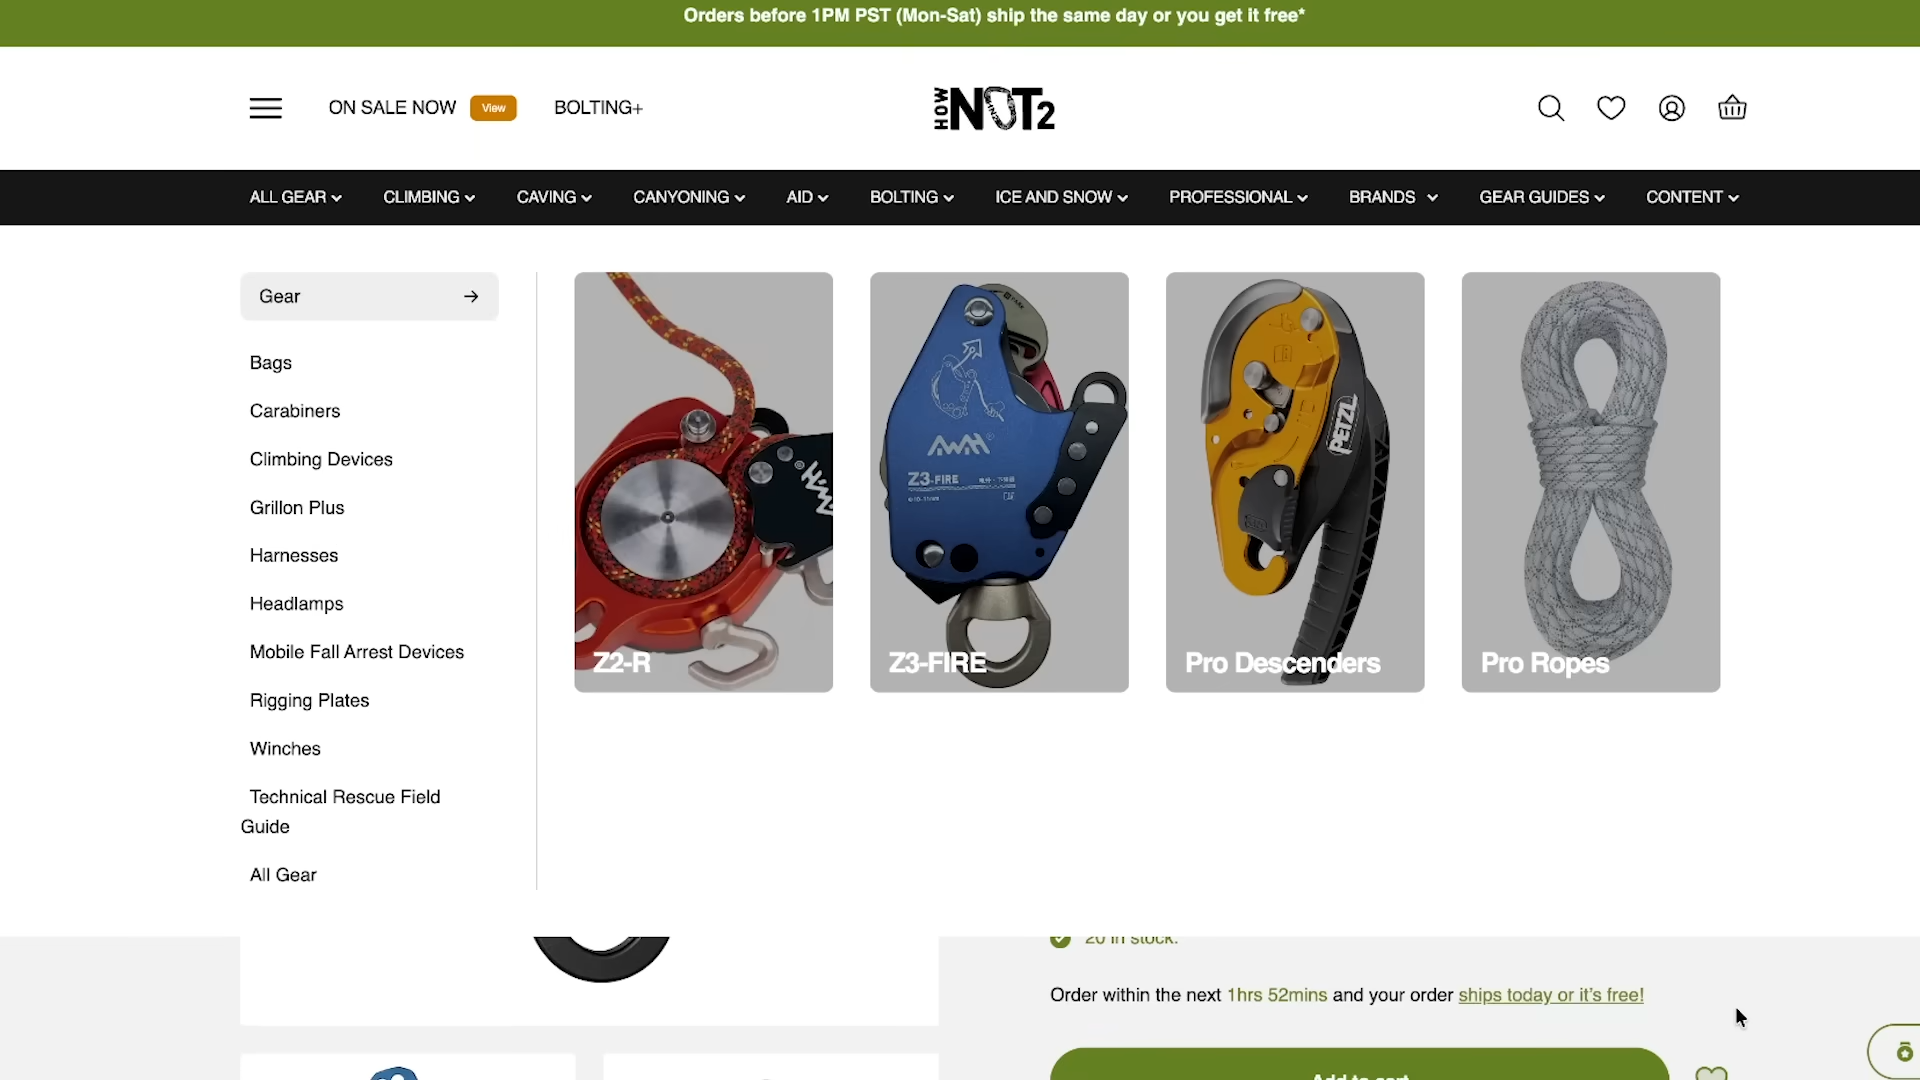 Orders before 1PM PST (Mon-Sat) ship the same day or you get it free*
ON SALE NOW View BOLTING+
HOW NOT2
ALL GEAR CLIMBING CAVING CANYONING AID BOLTING ICE AND SNOW PROFESSIONAL BRANDS GEAR GUIDES CONTENT
Gear
Bags
Carabiners
Climbing Devices
Grillon Plus
Harnesses
Headlamps
Mobile Fall Arrest Devices
Rigging Plates
Winches
Technical Rescue Field
Guide
All Gear
Z2-R
Z3-FIRE
Z3-FIRE
PETZL
Pro Descenders
Pro Ropes
20 in stock.
Order within the next 1hrs 52mins and your order ships today or it's free!
Add to cart